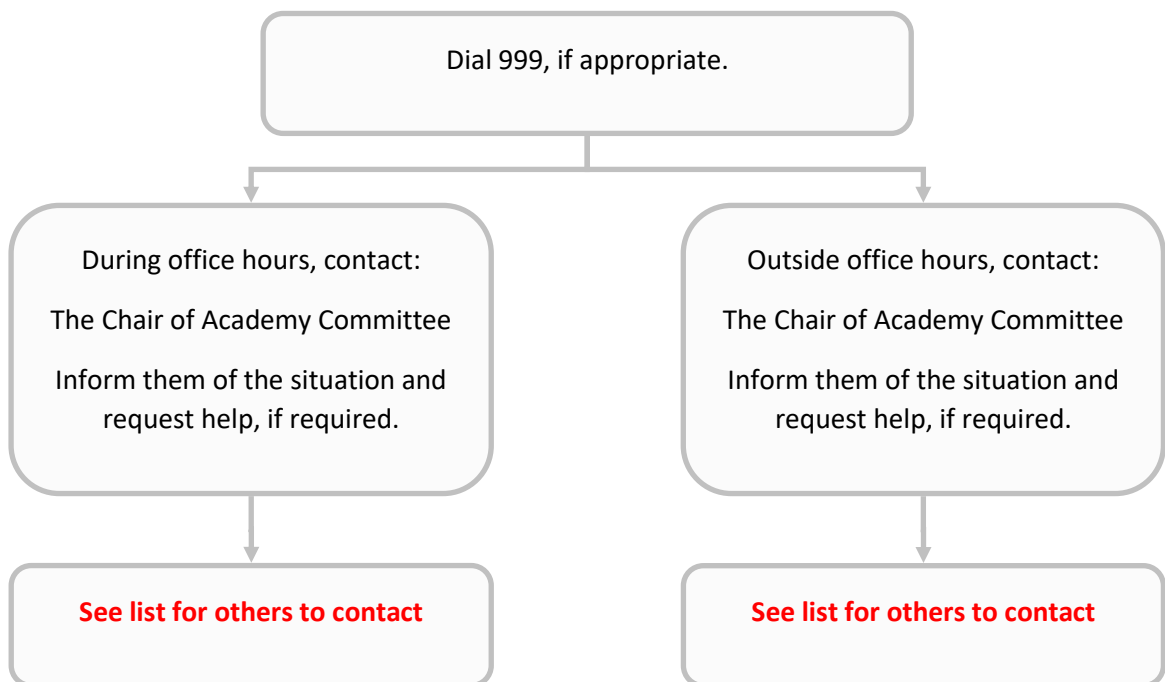 Dial 999, if appropriate.
During office hours, contact:
The Chair of Academy Committee
Inform them of the situation and
request help, if required.
Outside office hours, contact:
The Chair of Academy Committee
Inform them of the situation and
request help, if required.
See list for others to contact
See list for others to contact